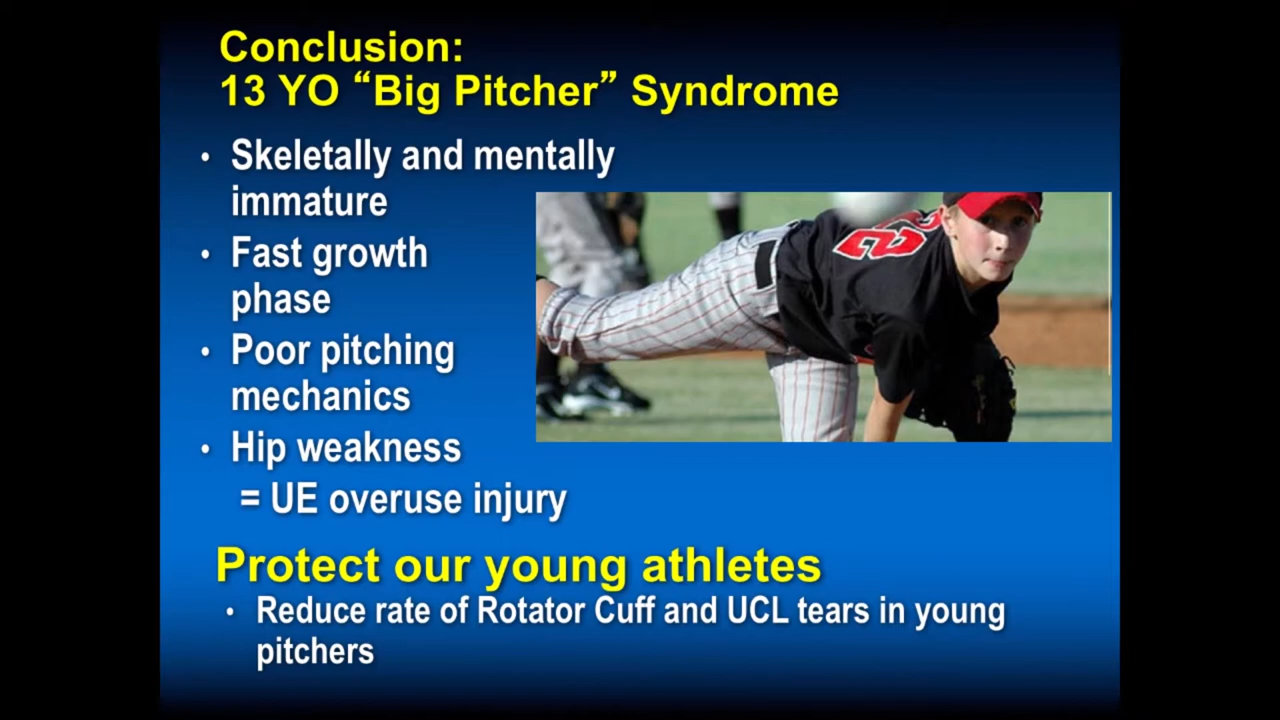 Conclusion:
13 YO “Big Pitcher” Syndrome
• Skeletally and mentally
immature
• Fast growth
phase
• Poor pitching
mechanics
• Hip weakness
= UE overuse injury
22
Protect our young athletes
• Reduce rate of Rotator Cuff and UCL tears in young
pitchers